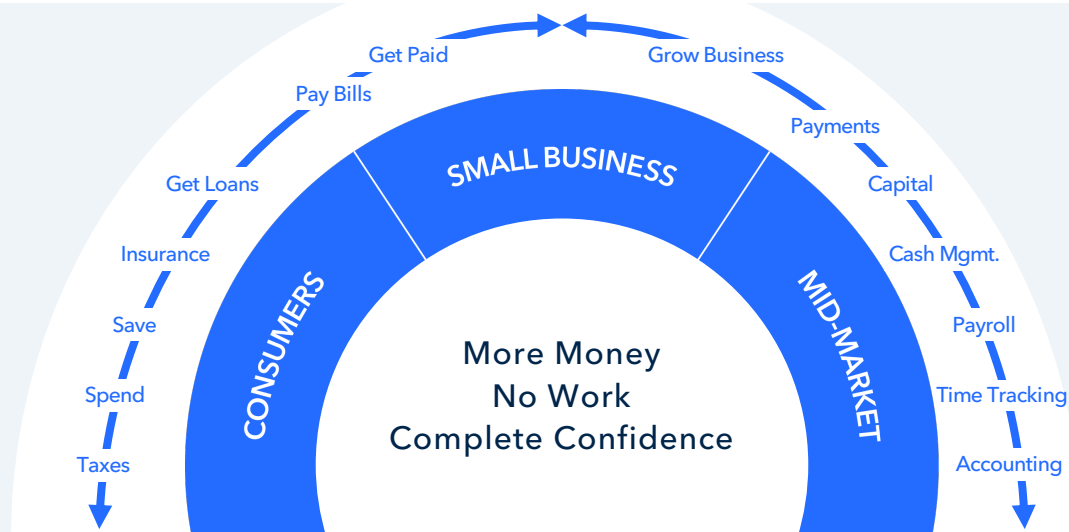 Get Paid
Grow Business
Pay Bills
Payments
Get Loans
Capital
Insurance
Cash Mgmt.
Save
Payroll
Spend
Time Tracking
Taxes
Accounting
CONSUMERS
SMALL BUSINESS
MID-MARKET
More Money
No Work
Complete Confidence